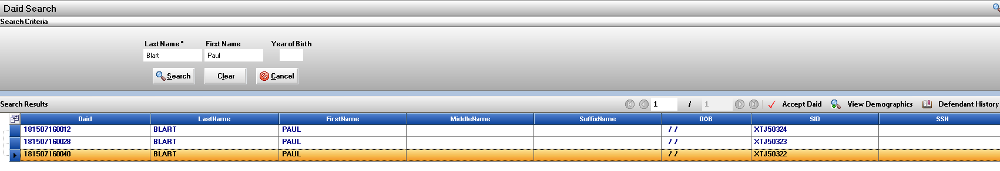 Daid Search
Search Criteria
Last Name * First Name Year of Birth
Blart Paul
Search Clear Cancel
Search Results 1 / 1 Accept Daid View Demographics Defendant History
Daid LastName FirstName MiddleName SuffixName DOB SID SSN
181507160012 BLART PAUL / / XTJ50324
181507160028 BLART PAUL / / XTJ50323
181507160040 BLART PAUL / / XTJ50322